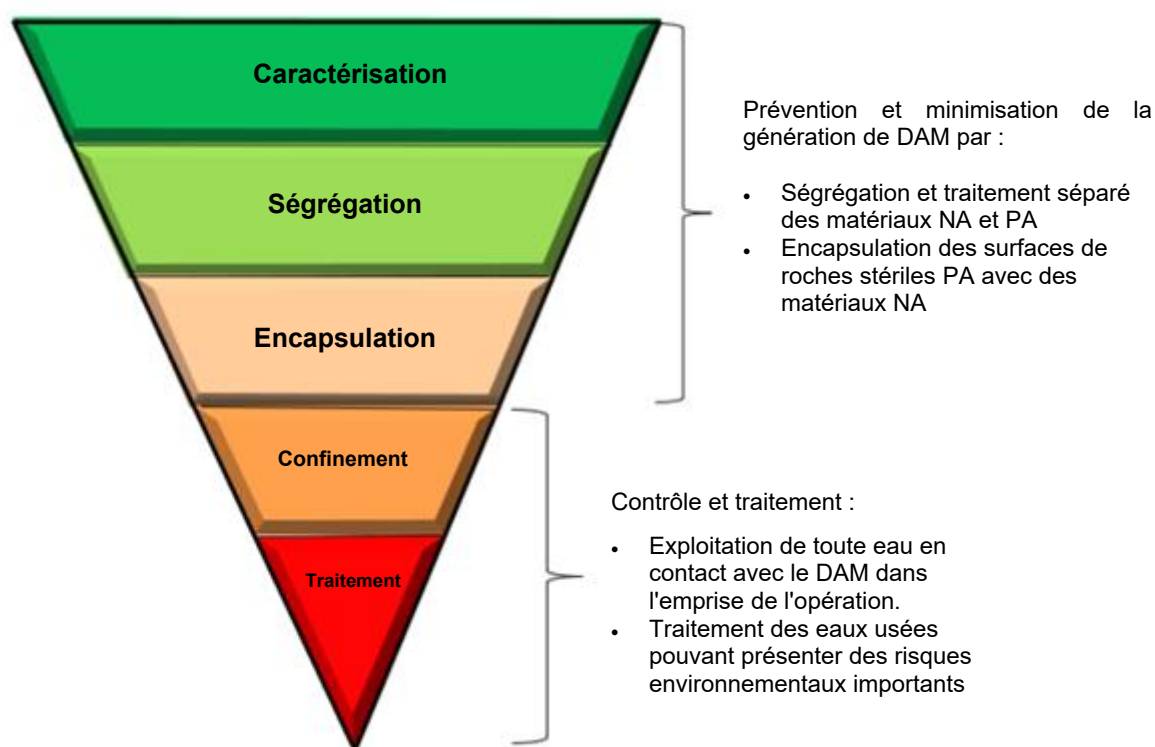 Caractérisation
Ségrégation
Encapsulation
Confinement
Traitement
Prévention et minimisation de la
génération de DAM par :
• Ségrégation et traitement séparé
des matériaux NA et PA
• Encapsulation des surfaces de
roches stériles PA avec des
matériaux NA
Contrôle et traitement :
• Exploitation de toute eau en
contact avec le DAM dans
l'emprise de l'opération.
• Traitement des eaux usées
pouvant présenter des risques
environnementaux importants